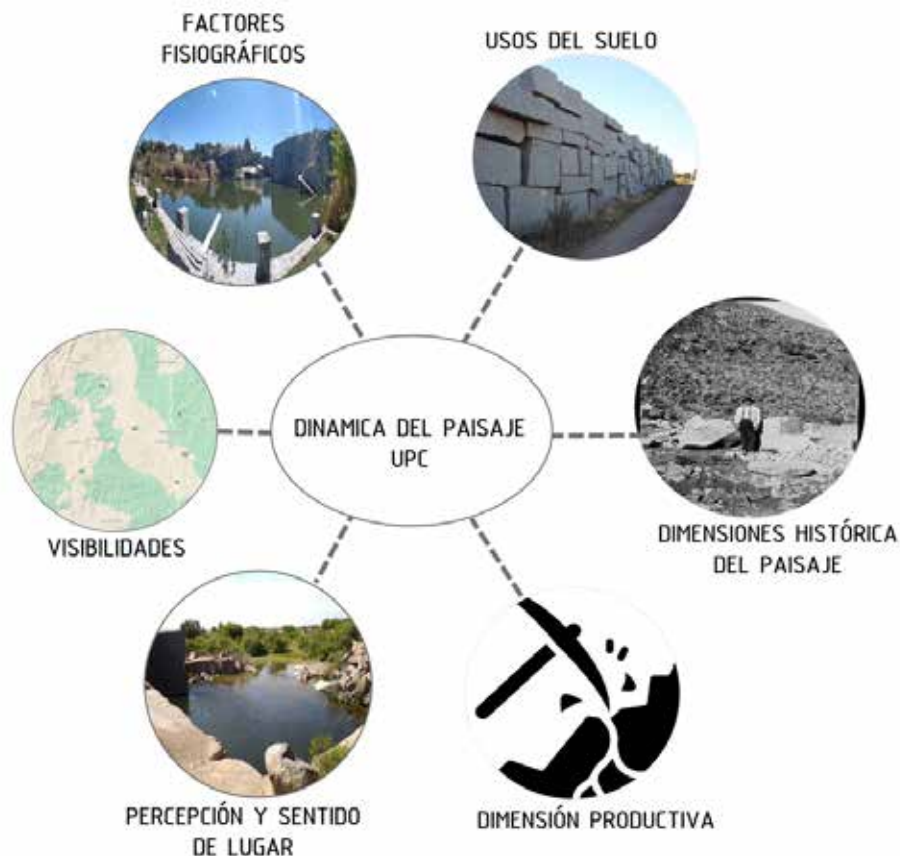 FACTORES
FISIOGRÁFICOS
USOS DEL SUELO
DINAMICA DEL PAISAJE
UPC
VISIBILIDADES
DIMENSIONES HISTÓRICA
DEL PAISAJE
PERCEPCIÓN Y SENTIDO
DE LUGAR
DIMENSIÓN PRODUCTIVA